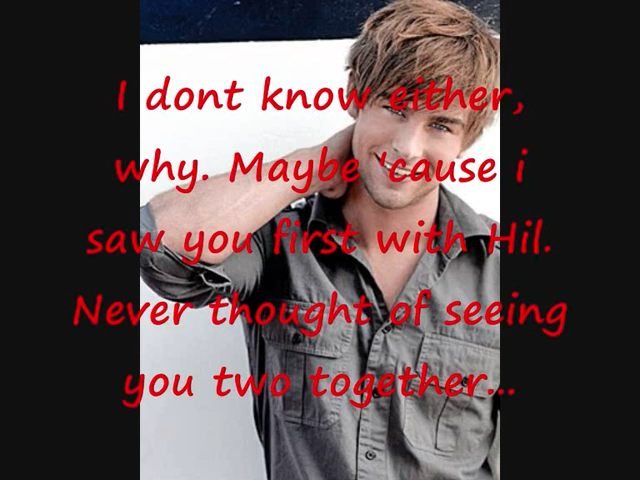 I dont know either,
why. Maybe 'cause i
saw you first with Hil.
Never thought of seeing
you two together...